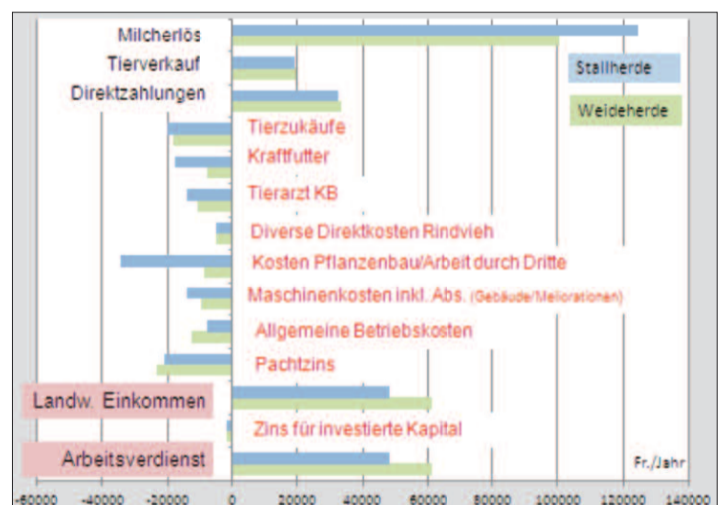 Milcherlös
Tierverkauf
Direktzahlungen
Stallherde
Weideherde
Tierzukäufe
Kraftfutter
Tierarzt KB
Diverse Direktkosten Rindvieh
Kosten Pflanzenbau/Arbeit durch Dritte
Maschinenkosten inkl. Abs. (Gebäude/Meliorationen)
Allgemeine Betriebskosten
Pachtzins
Landw. Einkommen
Zins für investierte Kapital
Arbeitsverdienst
Fr./Jahr
-60000 -40000 -20000 0 20000 40000 60000 80000 100000 120000 140000